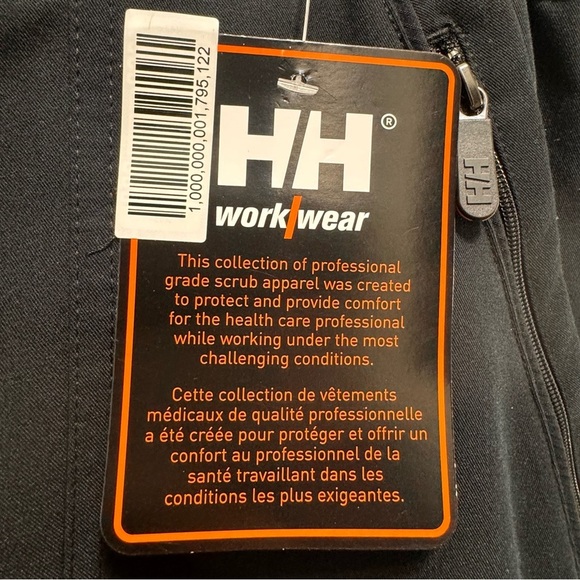 1,000,000,001,795,122
H/H®
work/wear
This collection of professional
grade scrub apparel was created
to protect and provide comfort
for the health care professional
while working under the most
challenging conditions.
Cette collection de vêtements
médicaux de qualité professionnelle
a été créée pour protéger et offrir un
confort au professionnel de la
santé travaillant dans les
conditions les plus exigeantes.
H/H